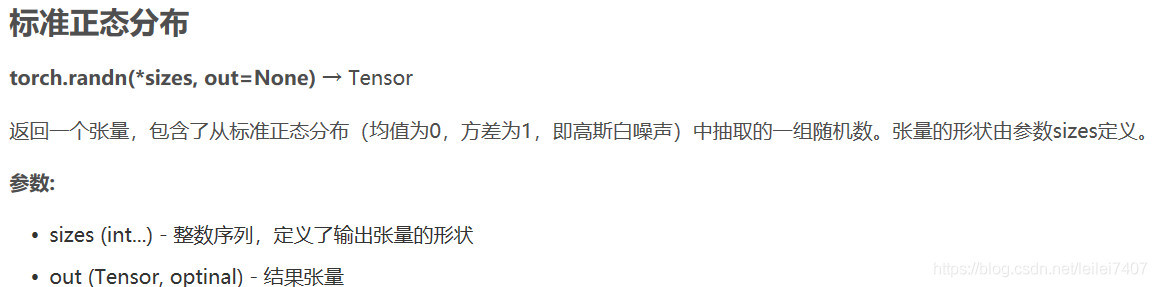 标准正态分布
torch.randn(*sizes, out=None) → Tensor
返回一个张量，包含了从标准正态分布（均值为0，方差为1，即高斯白噪声）中抽取的一组随机数。张量的形状由参数sizes定义。
参数:
• sizes (int...) - 整数序列，定义了输出张量的形状
• out (Tensor, optinal) - 结果张量
https://blog.csdn.net/leilei7407